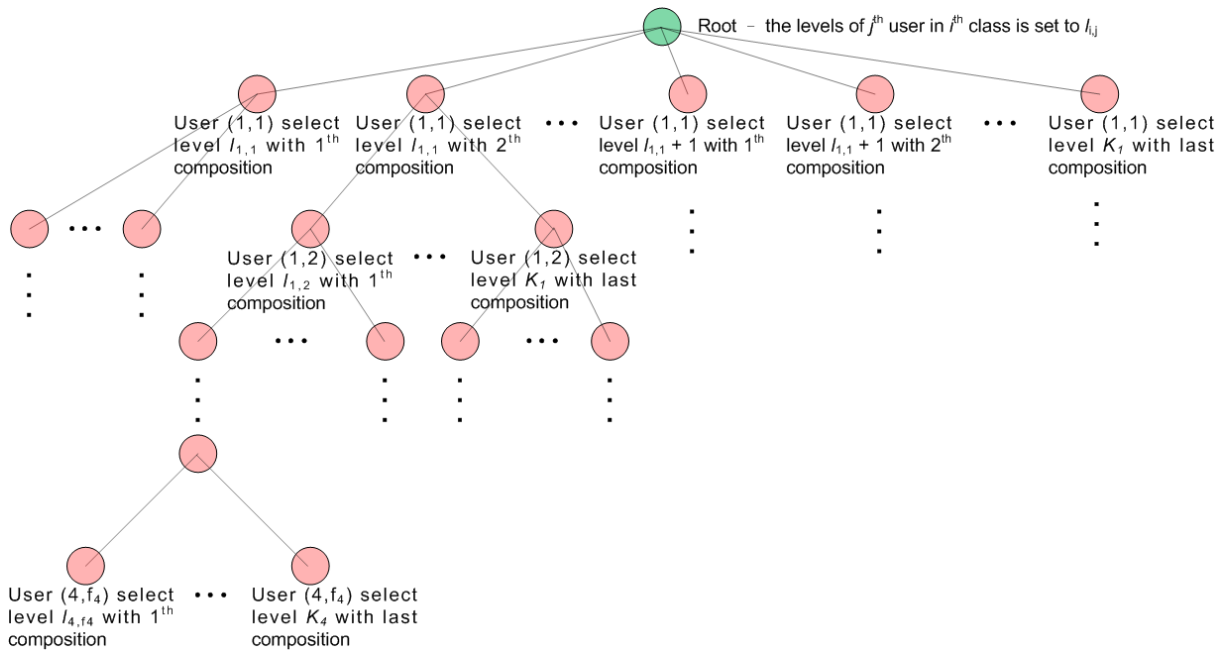 Root – the levels of jth user in ith class is set to li,j
User (1,1) select
level l1,1 with 1th
composition
User (1,1) select
level l1,1 with 2th
composition
User (1,1) select
level l1,1 + 1 with 1th
composition
User (1,1) select
level l1,1 + 1 with 2th
composition
User (1,1) select
level K1 with last
composition
User (1,2) select
level l1,2 with 1th
composition
User (1,2) select
level K1 with last
composition
User (4,f4) select
level l4,f4 with 1th
composition
User (4,f4) select
level K4 with last
composition